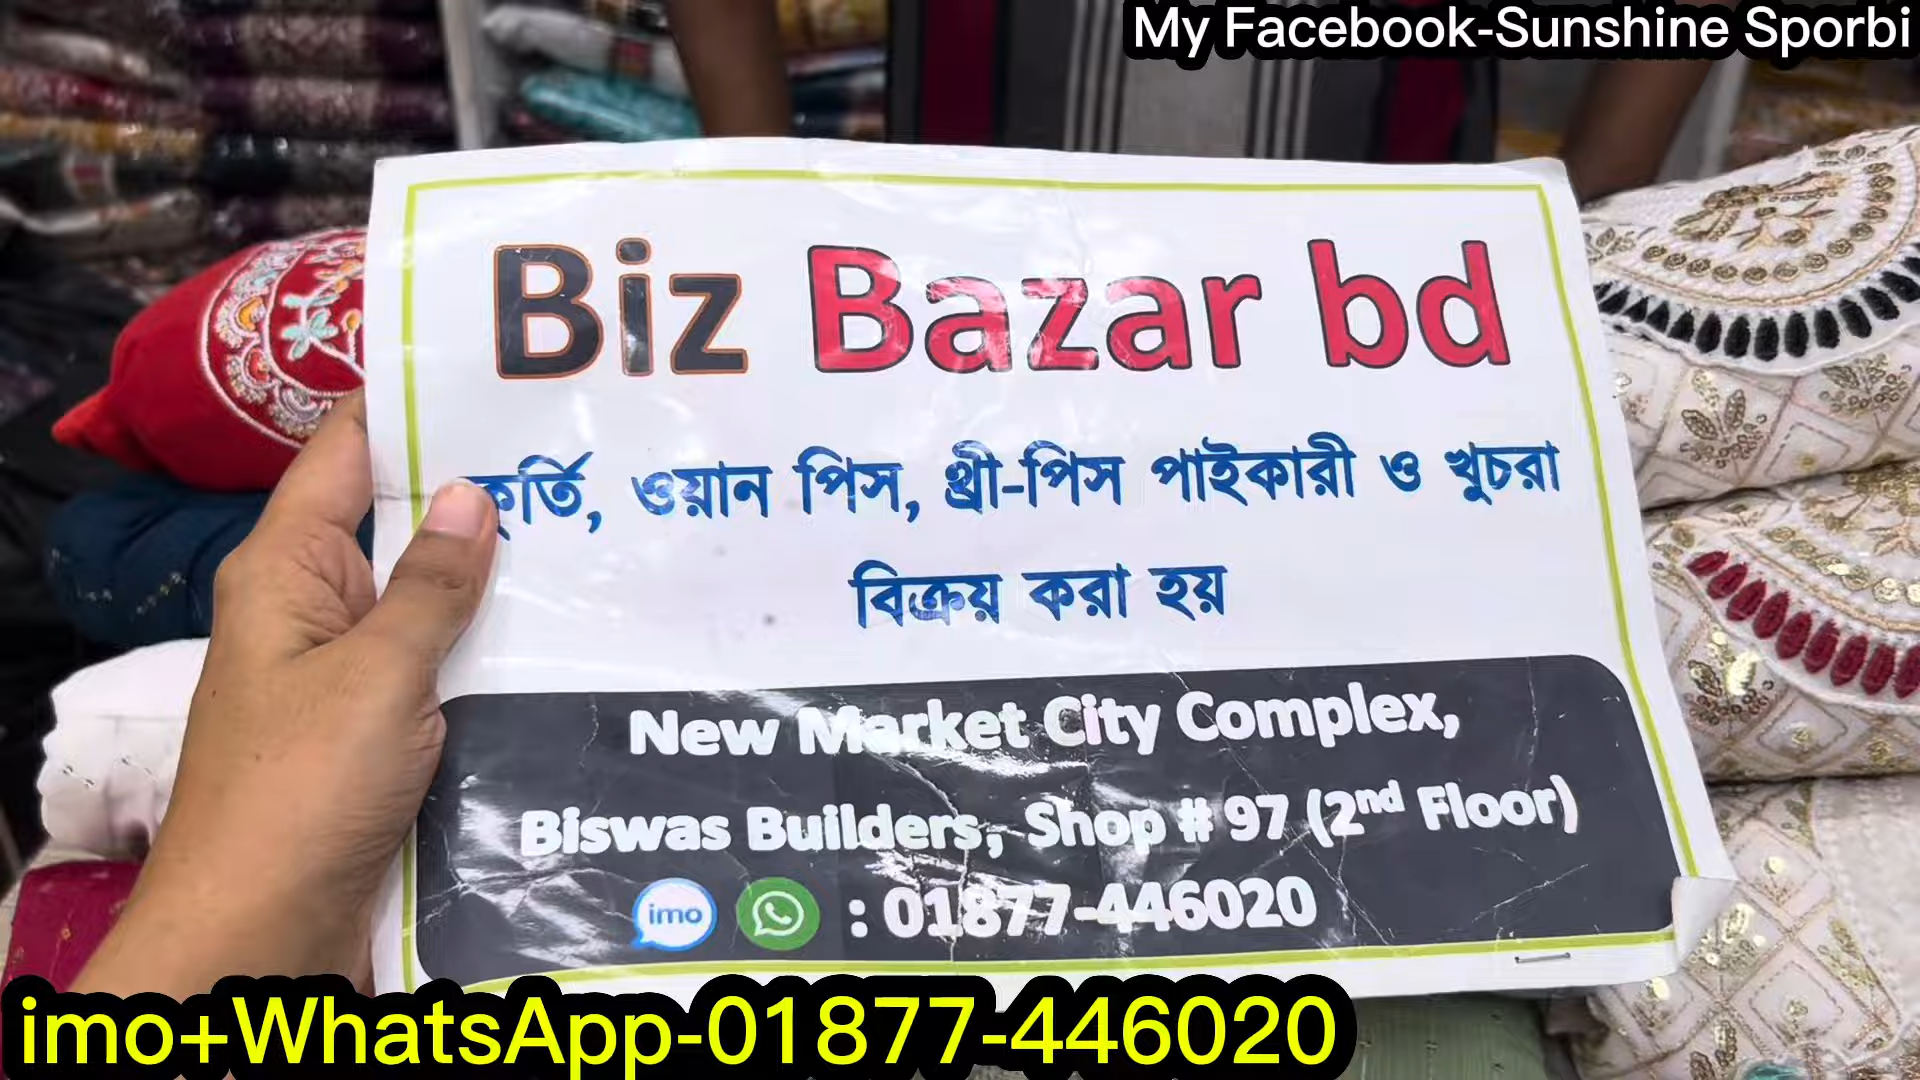 My Facebook-Sunshine Sporbi
Biz Bazar bd
কুর্তি, ওয়ান পিস, থ্রী-পিস পাইকারী ও খুচরা
বিক্রয় করা হয়
New Market City Complex,
Biswas Builders, Shop # 97 (2nd Floor)
imo : 01877-446020
imo+WhatsApp-01877-446020